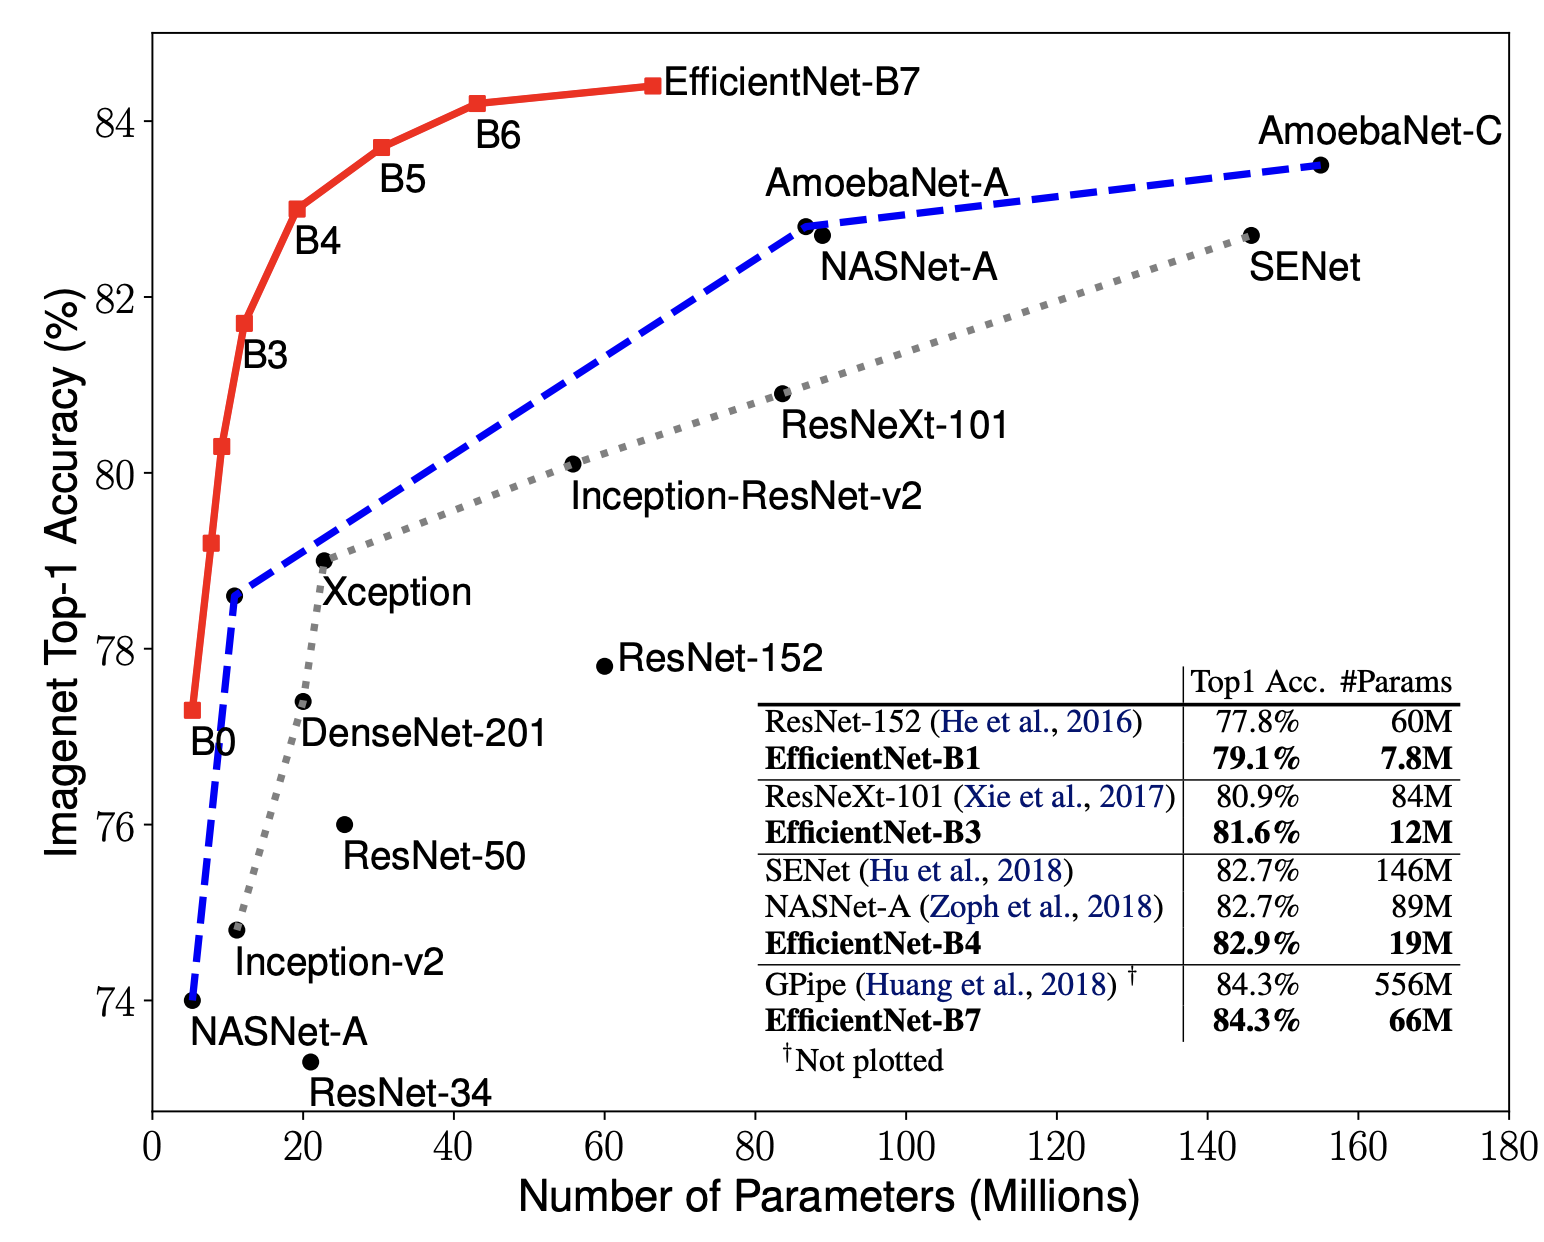 EfficientNet-B7
84
AmoebaNet-C
B6
B5
AmoebaNet-A
B4
NASNet-A
SENet
82
B3
ResNeXt-101
80
Inception-ResNet-v2
Xception
78
ResNet-152
B0
DenseNet-201
76
ResNet-50
Inception-v2
74
NASNet-A
ResNet-34
Imagenet Top-1 Accuracy (%)
Top1 Acc. #Params
ResNet-152 (He et al., 2016) 77.8% 60M
EfficientNet-B1 79.1% 7.8M
ResNeXt-101 (Xie et al., 2017) 80.9% 84M
EfficientNet-B3 81.6% 12M
SENet (Hu et al., 2018) 82.7% 146M
NASNet-A (Zoph et al., 2018) 82.7% 89M
EfficientNet-B4 82.9% 19M
GPipe (Huang et al., 2018) † 84.3% 556M
EfficientNet-B7 84.3% 66M
†Not plotted
0 20 40 60 80 100 120 140 160 180
Number of Parameters (Millions)